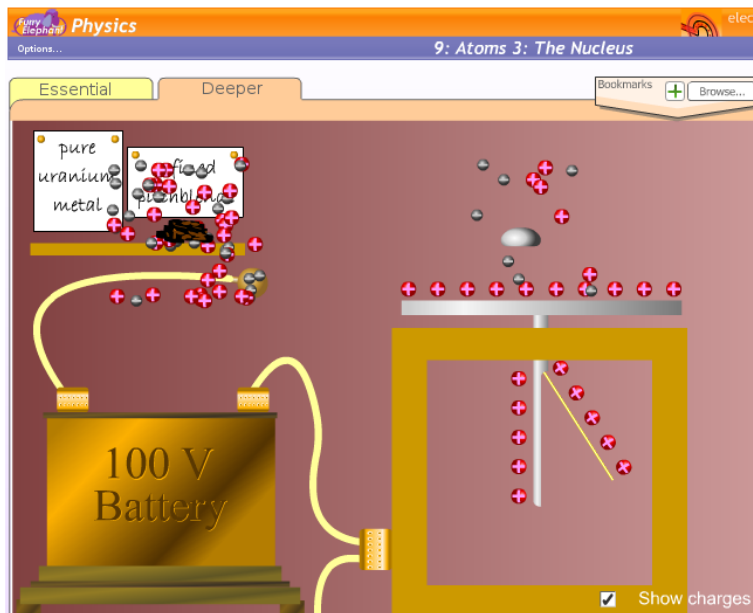 Furry
Elephant
Physics
elec
Options...
9: Atoms 3: The Nucleus
Essential
Deeper
Bookmarks
Browse...
pure
uranium
metal
100 V
Battery
Show charges